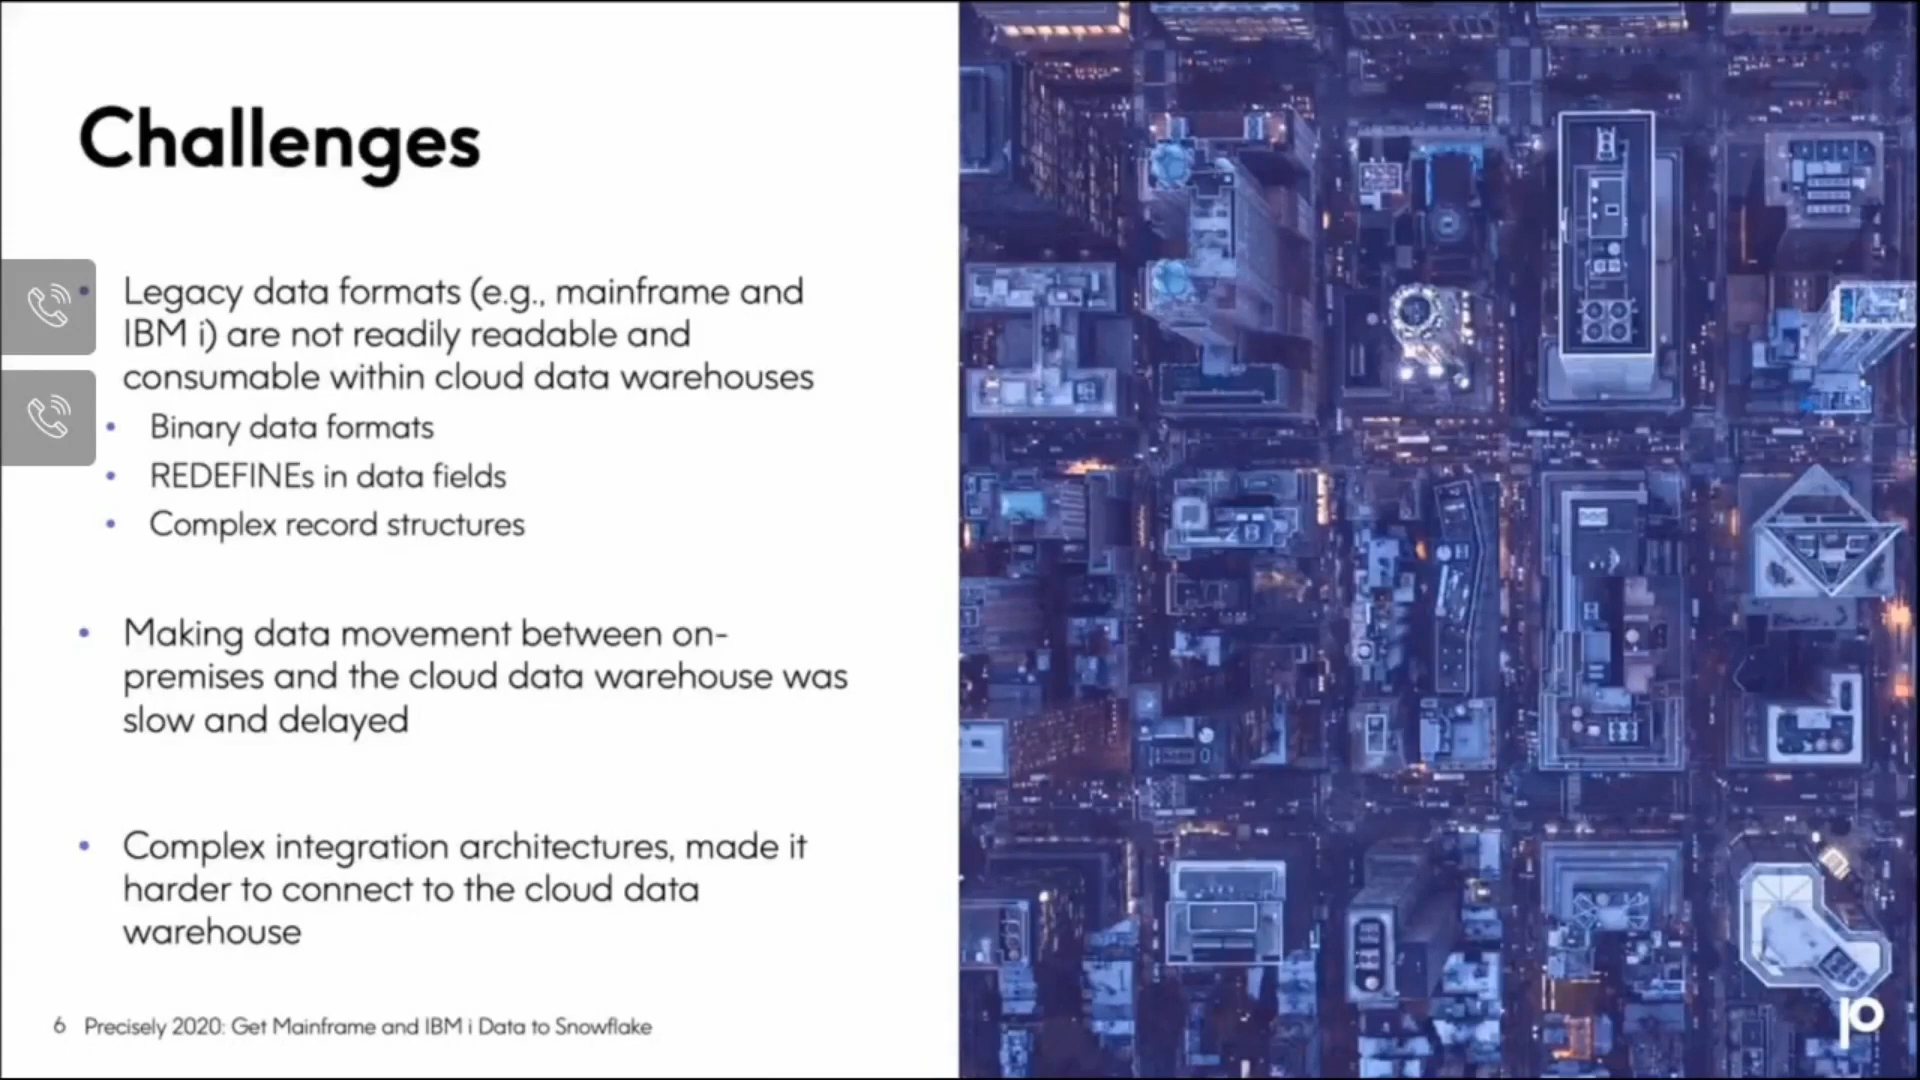 Challenges
• Legacy data formats (e.g., mainframe and
IBM i) are not readily readable and
consumable within cloud data warehouses
• Binary data formats
• REDEFINEs in data fields
• Complex record structures
• Making data movement between on-
premises and the cloud data warehouse was
slow and delayed
• Complex integration architectures, made it
harder to connect to the cloud data
warehouse
6 Precisely 2020: Get Mainframe and IBM i Data to Snowflake